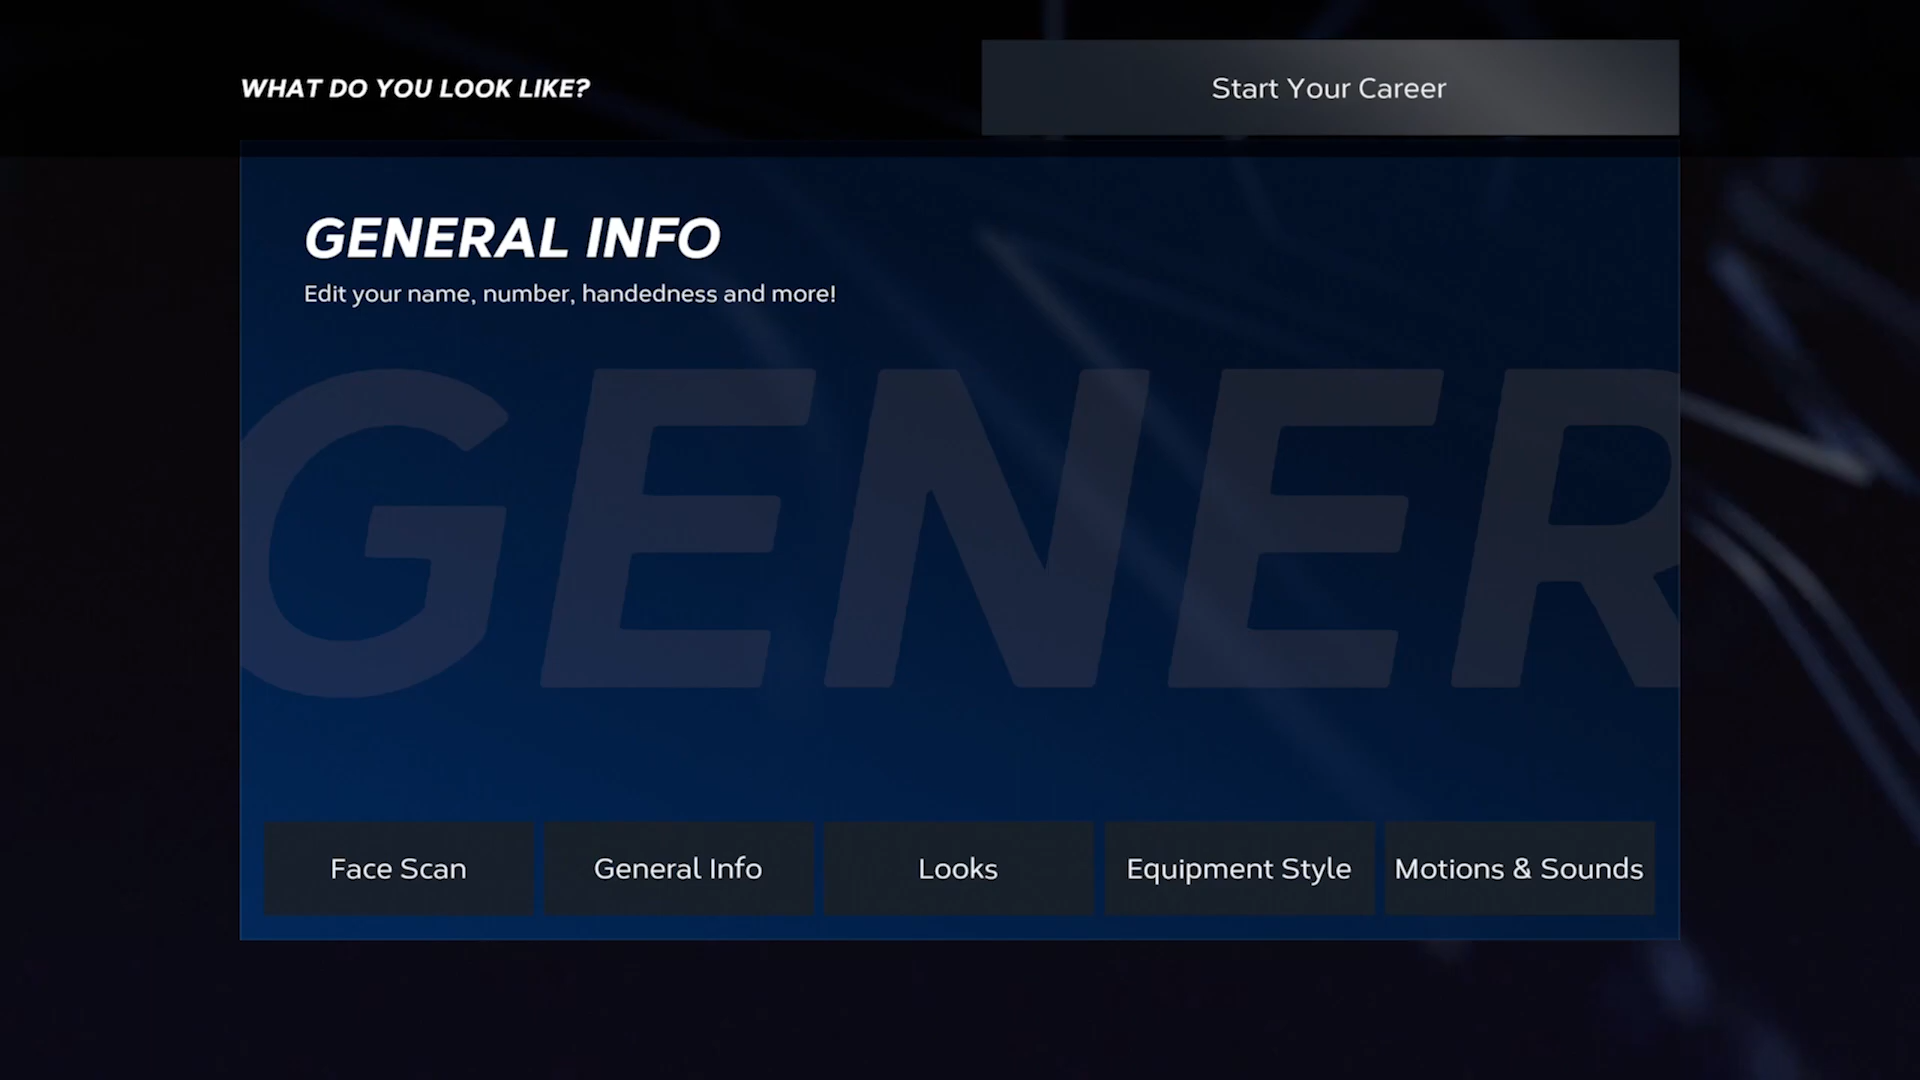 WHAT DO YOU LOOK LIKE?
Start Your Career
GENERAL INFO
Edit your name, number, handedness and more!
GENER
Face Scan
General Info
Looks
Equipment Style
Motions & Sounds